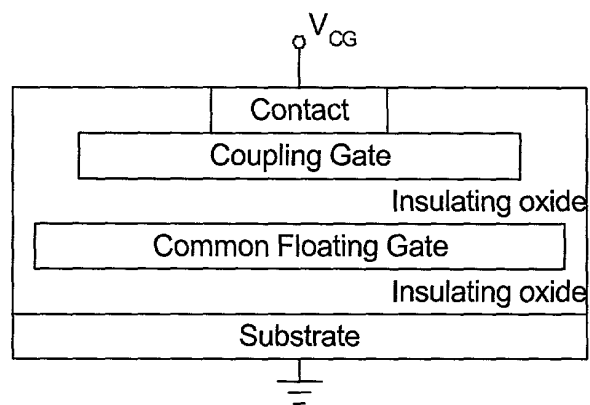 V_CG
Contact
Coupling Gate
Insulating oxide
Common Floating Gate
Insulating oxide
Substrate